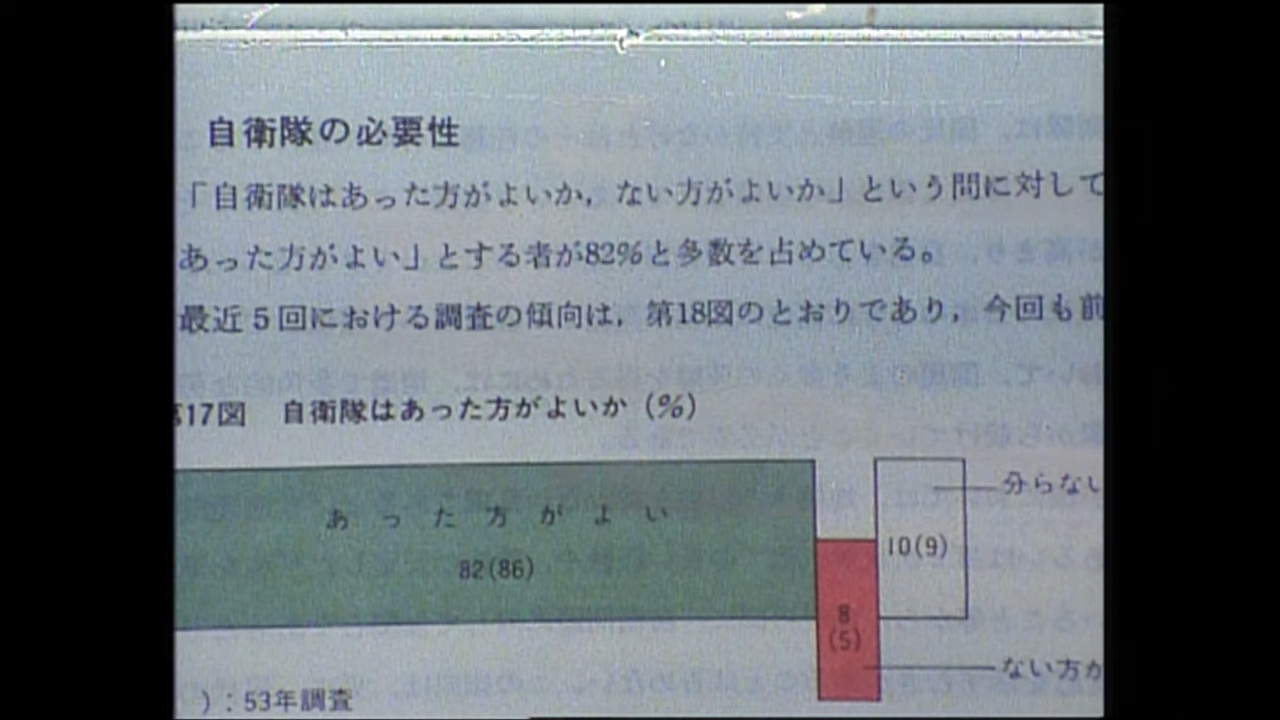 自衛隊の必要性
「自衛隊はあった方がよいか，ない方がよいか」という問に対して
あった方がよい」とする者が82%と多数を占めている。
最近5回における調査の傾向は，第18図のとおりであり，今回も前
第17図 自衛隊はあった方がよいか（%）
あった方がよい
82(86)
分らない
10(9)
8
(5)
ない方が
）：53年調査